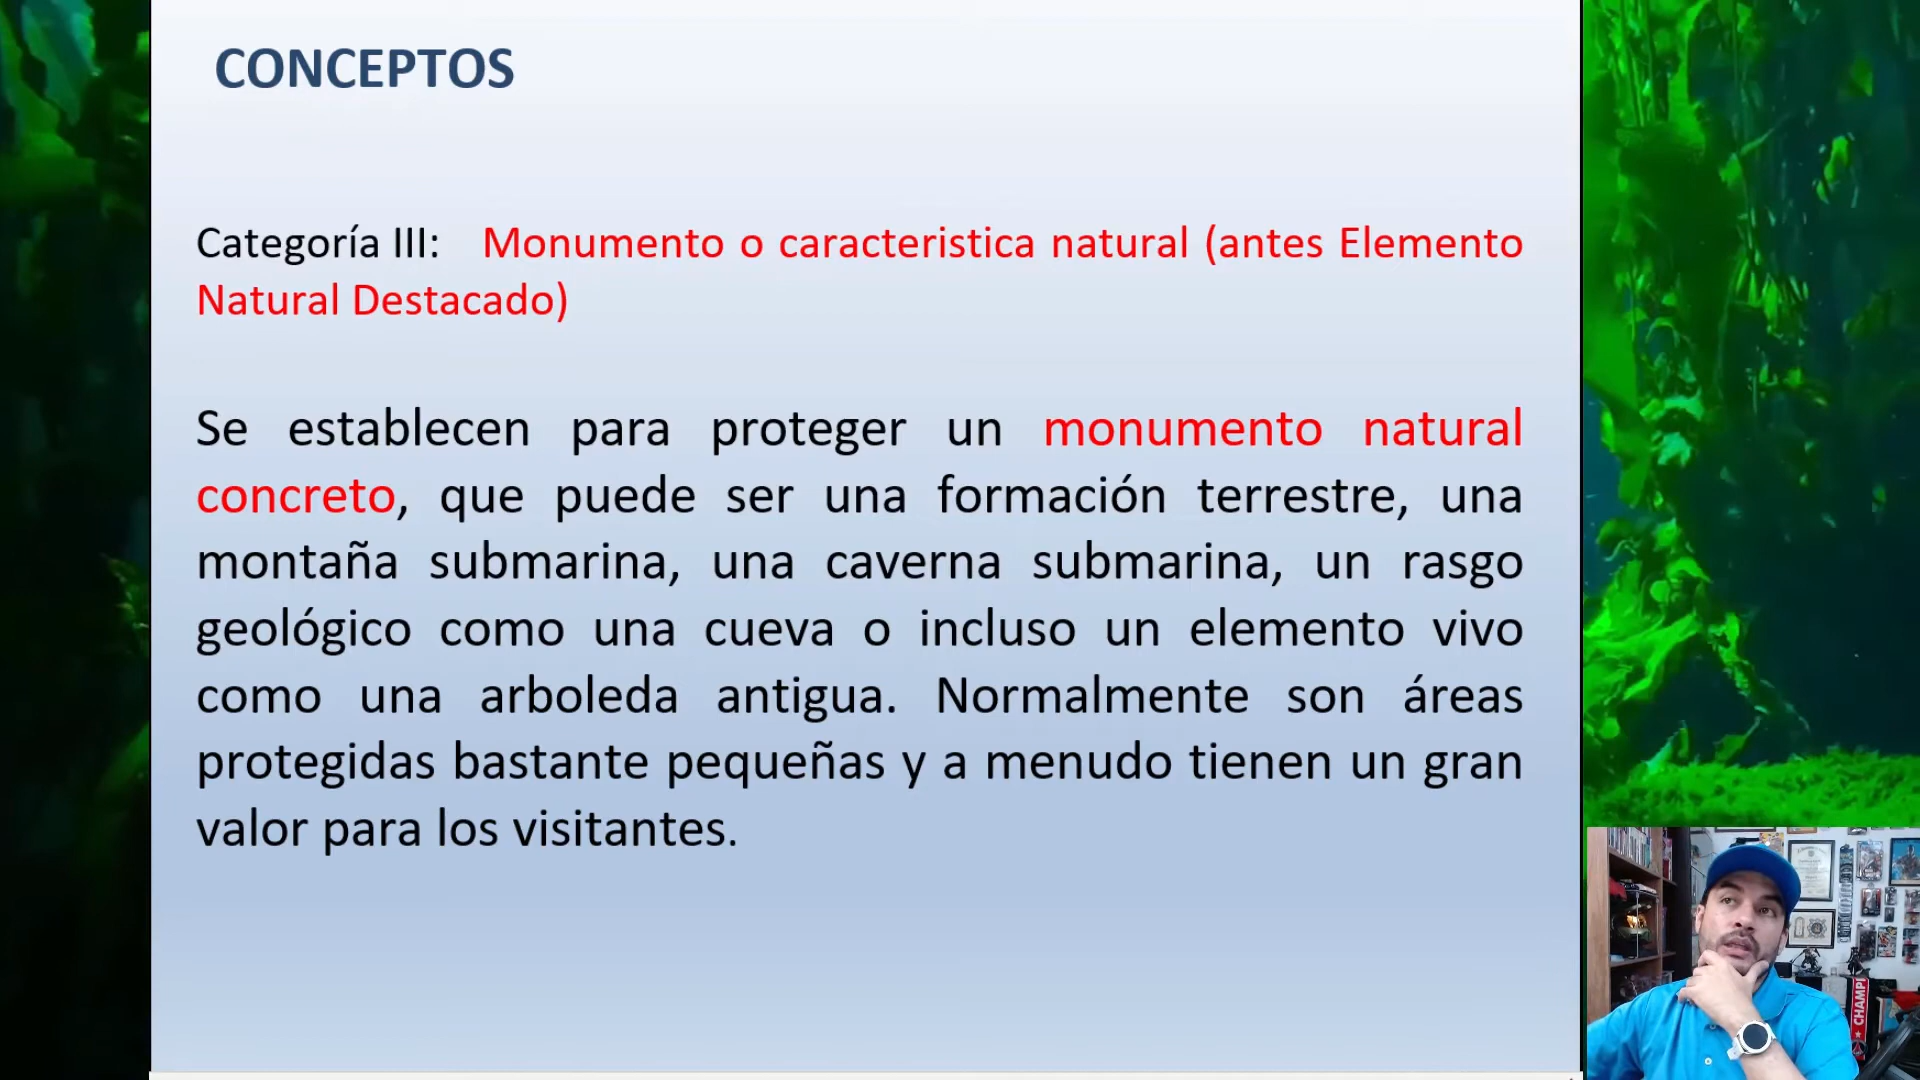 CONCEPTOS
Categoría III: Monumento o caracteristica natural (antes Elemento
Natural Destacado)
Se establecen para proteger un monumento natural
concreto, que puede ser una formación terrestre, una
montaña submarina, una caverna submarina, un rasgo
geológico como una cueva o incluso un elemento vivo
como una arboleda antigua. Normalmente son áreas
protegidas bastante pequeñas y a menudo tienen un gran
valor para los visitantes.
CHAMPI